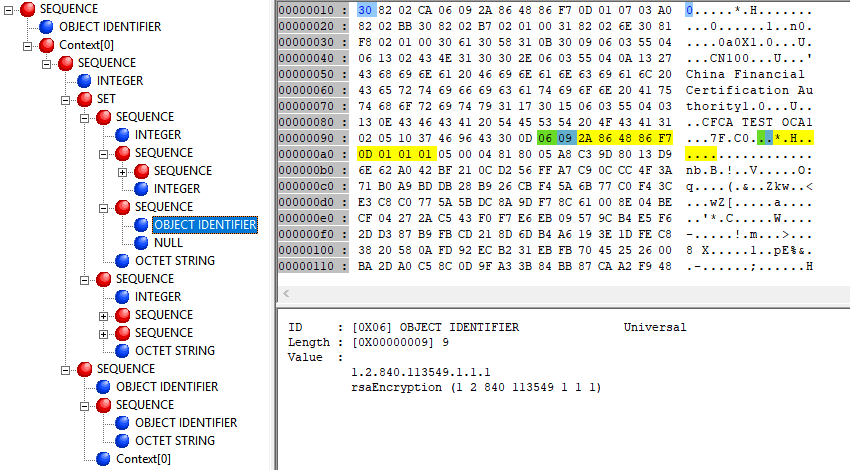 SEQUENCE
OBJECT IDENTIFIER
Context[0]
SEQUENCE
INTEGER
SET
SEQUENCE
INTEGER
SEQUENCE
SEQUENCE
INTEGER
SEQUENCE
OBJECT IDENTIFIER
NULL
OCTET STRING
SEQUENCE
INTEGER
SEQUENCE
SEQUENCE
OCTET STRING
SEQUENCE
OBJECT IDENTIFIER
SEQUENCE
OBJECT IDENTIFIER
OCTET STRING
Context[0]
00000010 : 30 82 02 CA 06 09 2A 86 48 86 F7 0D 01 07 03 A0 0.....*.H.......
00000020 : 82 02 BB 30 82 02 B7 02 01 00 31 82 02 6E 30 81 ...0......1..n0.
00000030 : F8 02 01 00 30 61 30 58 31 0B 30 09 06 03 55 04 ....0a0X1.0...U.
00000040 : 06 13 02 43 4E 31 30 30 2E 06 03 55 04 0A 13 27 ...CN100...U...'
00000050 : 43 68 69 6E 61 20 46 69 6E 61 6E 63 69 61 6C 20 China Financial
00000060 : 43 65 72 74 69 66 69 63 61 74 69 6F 6E 20 41 75 Certification Au
00000070 : 74 68 6F 72 69 74 79 31 17 30 15 06 03 55 04 03 thority1.0...U..
00000080 : 13 0E 43 46 43 41 20 54 45 53 54 20 4F 43 41 31 ..CFCA TEST OCA1
00000090 : 02 05 10 37 46 96 43 30 0D 06 09 2A 86 48 86 F7 ...7F.C0...*.H..
000000a0 : 0D 01 01 01 05 00 04 81 80 05 A8 C3 9D 80 13 D9 ................
000000b0 : 6E 62 A0 42 BF 21 0C D2 56 FF A7 C9 0C CC 4F 3A nb.B.!..V.....O:
000000c0 : 71 B0 A9 BD DB 28 B9 26 CB F4 5A 6B 77 C0 F4 3C q....(.&..Zkw..<
000000d0 : E3 C8 C0 77 5A 5B DC 8A 9D F7 8C 61 00 8E 04 BE ...wZ[.....a....
000000e0 : CF 04 27 2A C5 43 F0 F7 E6 EB 09 57 9C B4 E5 F6 ..'*.C.....W....
000000f0 : 2D D3 87 B9 FB CD 21 8D 6D B4 A6 19 3E 1D FE C8 -.....!.m...>...
00000100 : 38 20 58 0A FD 92 EC B2 31 EB FB 70 45 25 26 00 8 X.....1..pE%&.
00000110 : BA 2D A0 C5 8C 0D 9F A3 3B 84 BB 87 CA A2 F9 48 .-......;......H
ID : [0X06] OBJECT IDENTIFIER Universal
Length : [0X00000009] 9
Value :
1.2.840.113549.1.1.1
rsaEncryption (1 2 840 113549 1 1 1)